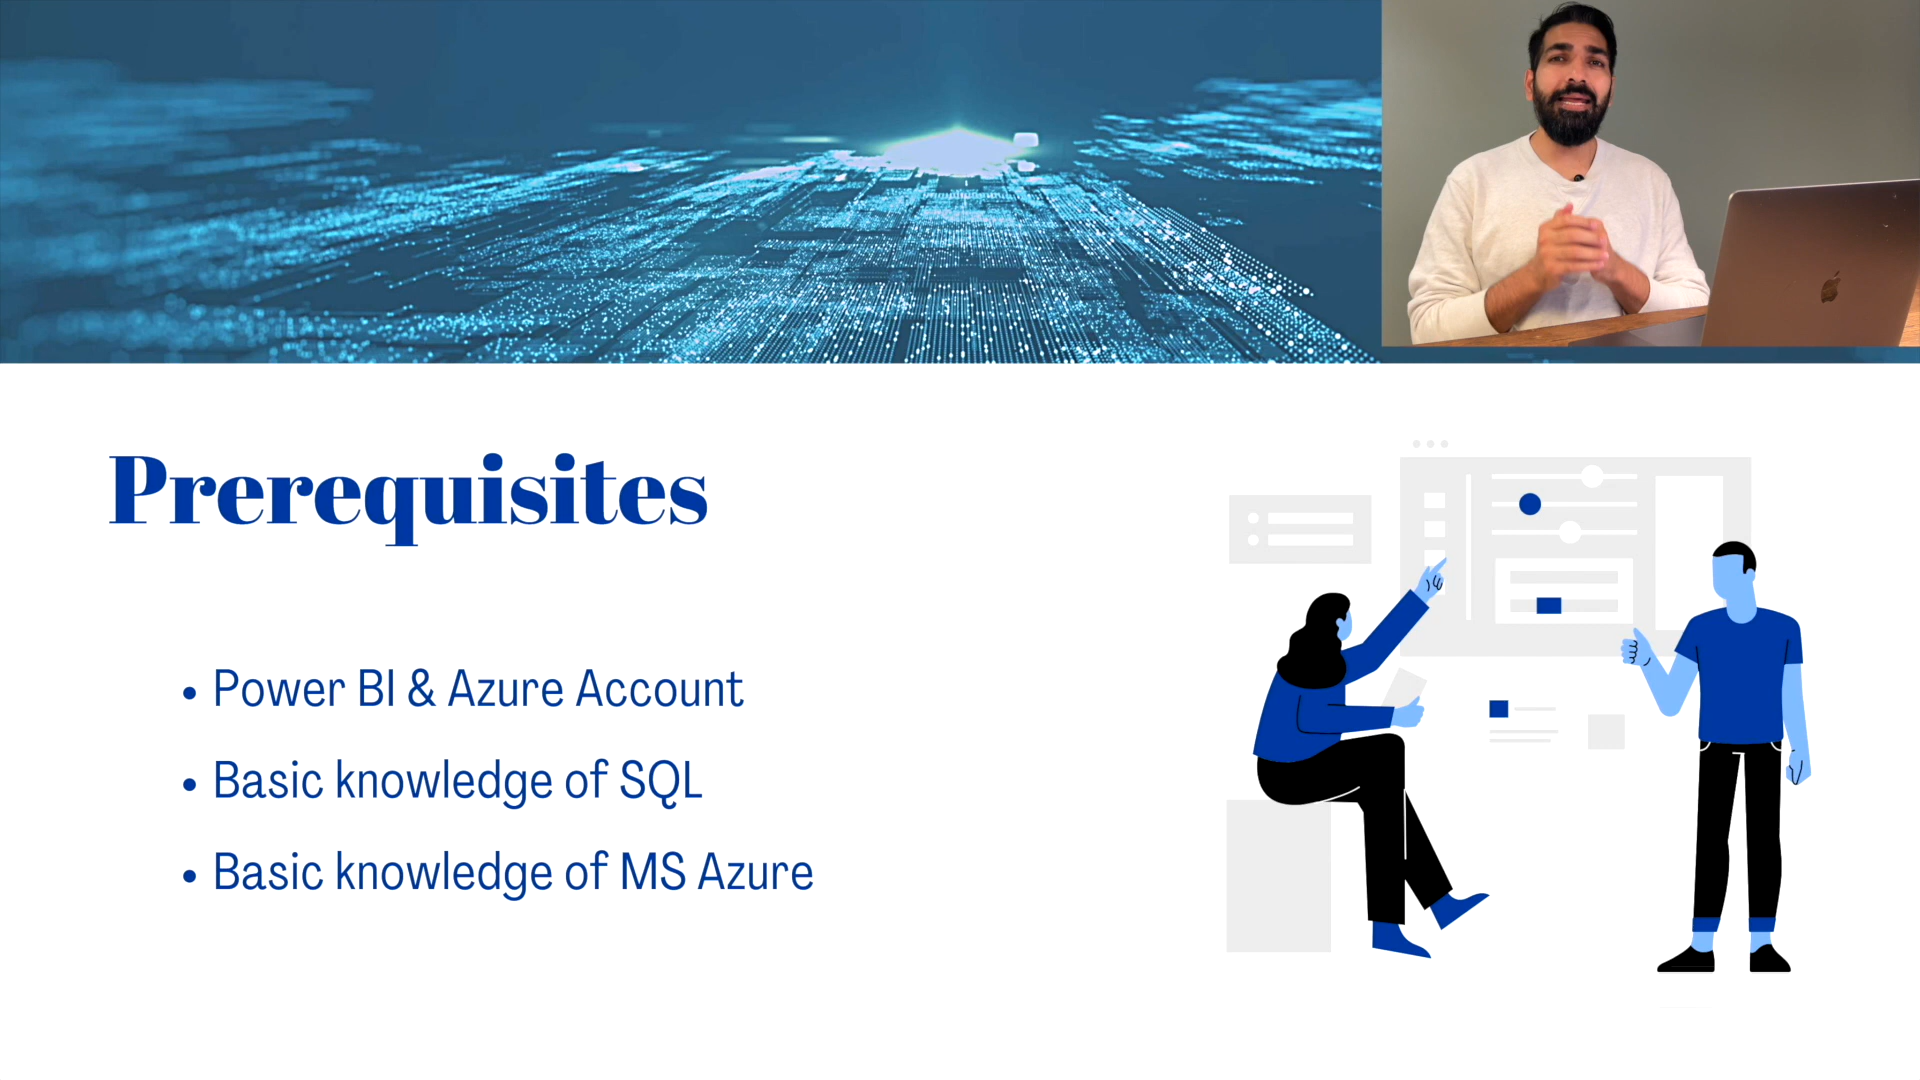 Prerequisites
• Power BI & Azure Account
• Basic knowledge of SQL
• Basic knowledge of MS Azure